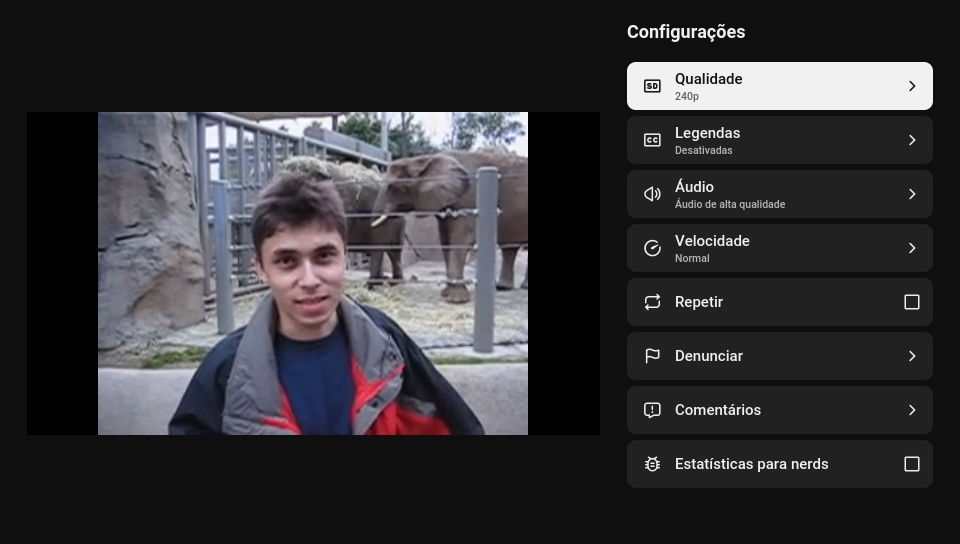 Configurações
Qualidade
240p
Legendas
Desativadas
Áudio
Áudio de alta qualidade
Velocidade
Normal
Repetir
Denunciar
Comentários
Estatísticas para nerds